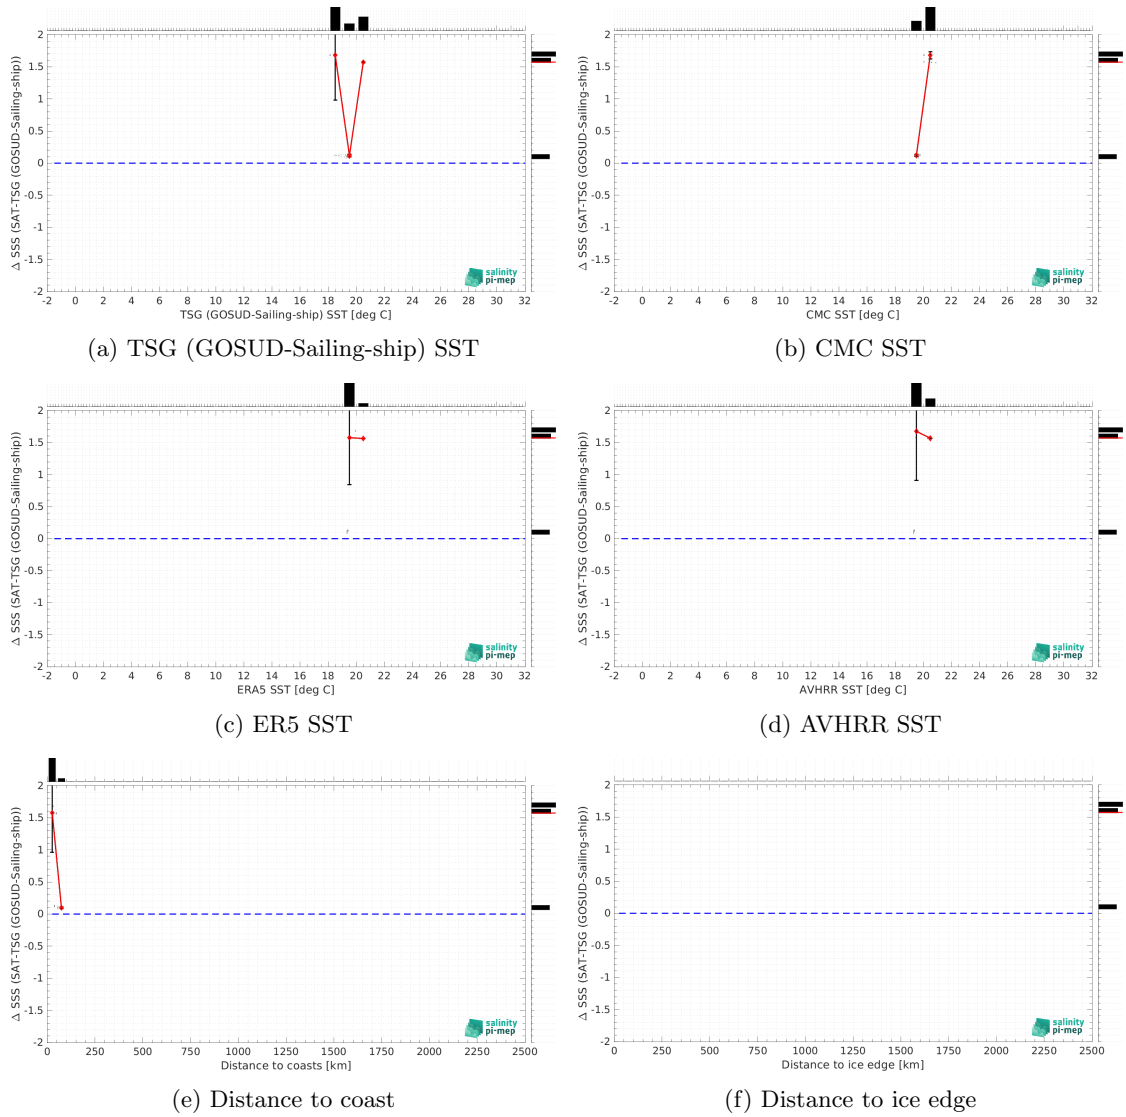 2
1.5
1
0.5
0
-0.5
-1
-1.5
-2
Δ SSS (SAT-TSG (GOSUD-Sailing-ship))
salinity
pi-mep
-2 0 2 4 6 8 10 12 14 16 18 20 22 24 26 28 30 32
TSG (GOSUD-Sailing-ship) SST [deg C]
(a) TSG (GOSUD-Sailing-ship) SST
2
1.5
1
0.5
0
-0.5
-1
-1.5
-2
Δ SSS (SAT-TSG (GOSUD-Sailing-ship))
salinity
pi-mep
-2 0 2 4 6 8 10 12 14 16 18 20 22 24 26 28 30 32
CMC SST [deg C]
(b) CMC SST
2
1.5
1
0.5
0
-0.5
-1
-1.5
-2
Δ SSS (SAT-TSG (GOSUD-Sailing-ship))
salinity
pi-mep
-2 0 2 4 6 8 10 12 14 16 18 20 22 24 26 28 30 32
ERA5 SST [deg C]
(c) ER5 SST
2
1.5
1
0.5
0
-0.5
-1
-1.5
-2
Δ SSS (SAT-TSG (GOSUD-Sailing-ship))
salinity
pi-mep
-2 0 2 4 6 8 10 12 14 16 18 20 22 24 26 28 30 32
AVHRR SST [deg C]
(d) AVHRR SST
2
1.5
1
0.5
0
-0.5
-1
-1.5
-2
Δ SSS (SAT-TSG (GOSUD-Sailing-ship))
salinity
pi-mep
0 250 500 750 1000 1250 1500 1750 2000 2250 2500
Distance to coasts [km]
(e) Distance to coast
2
1.5
1
0.5
0
-0.5
-1
-1.5
-2
Δ SSS (SAT-TSG (GOSUD-Sailing-ship))
salinity
pi-mep
0 250 500 750 1000 1250 1500 1750 2000 2250 2500
Distance to ice edge [km]
(f) Distance to ice edge